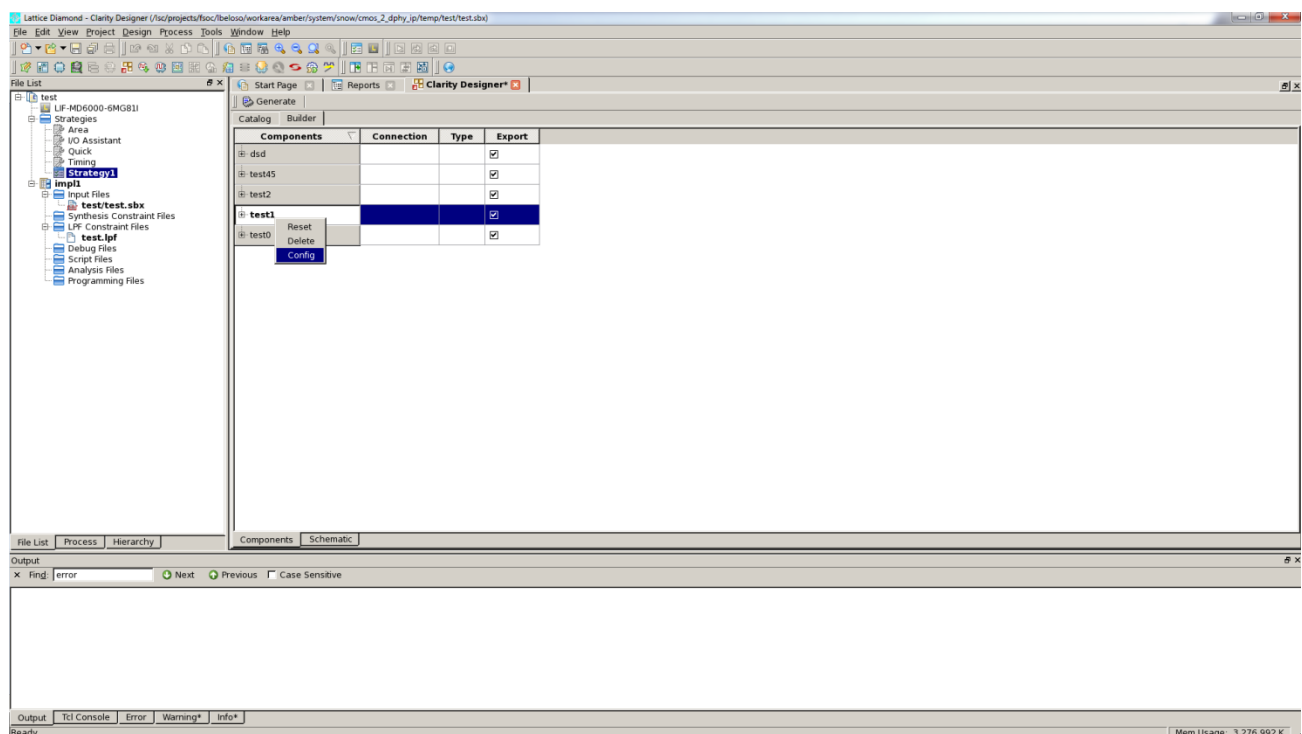 Lattice Diamond - Clarity Designer (/lsc/projects/fsoc/lbeloso/workarea/amber/system/snow/cmos_2_dphy_ip/temp/test/test.sbx)
File Edit View Project Design Process Tools Window Help
File List
test
LIF-MD6000-6MG81I
Strategies
Area
I/O Assistant
Quick
Timing
Strategy1
impl1
Input Files
test/test.sbx
Synthesis Constraint Files
LPF Constraint Files
test.lpf
Debug Files
Script Files
Analysis Files
Programming Files
File List Process Hierarchy
Start Page Reports Clarity Designer*
Generate
Catalog Builder
Components Connection Type Export
dsd
test45
test2
test1
test0
Reset
Delete
Config
Components Schematic
Output
Find: error Next Previous Case Sensitive
Output Tcl Console Error Warning* Info*
Ready Mem Usage: 3,276,992 K